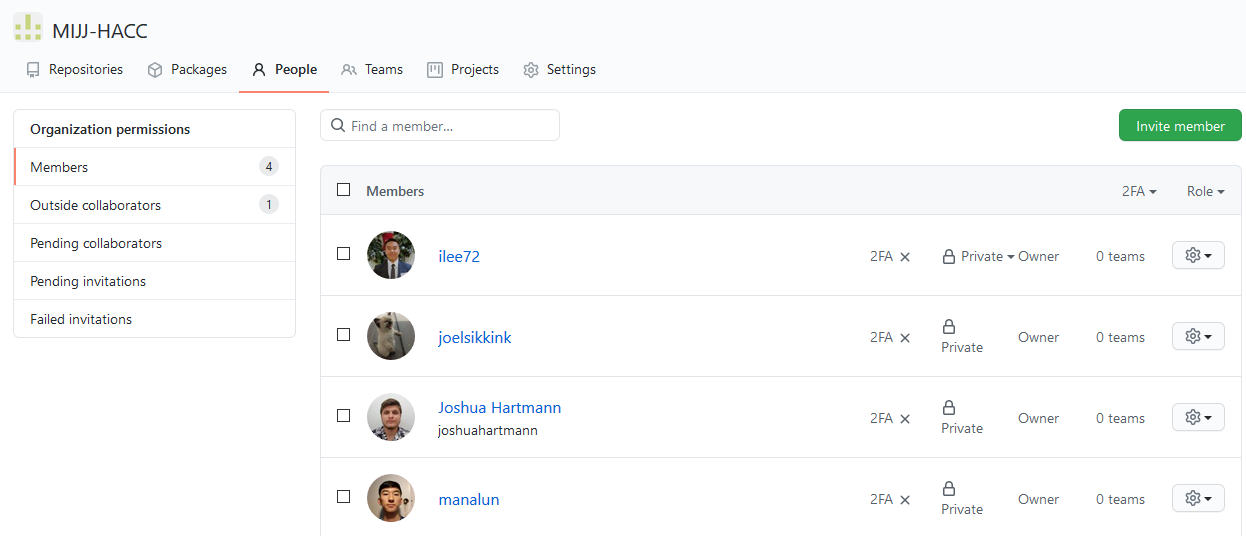 MIJJ-HACC
Repositories Packages People Teams Projects Settings
Organization permissions
Members 4
Outside collaborators 1
Pending collaborators
Pending invitations
Failed invitations
Find a member...
Invite member
Members 2FA Role
ilee72 2FA Private Owner 0 teams
joelsikkink 2FA Private Owner 0 teams
Joshua Hartmann
joshuahartmann 2FA Private Owner 0 teams
manalun 2FA Private Owner 0 teams